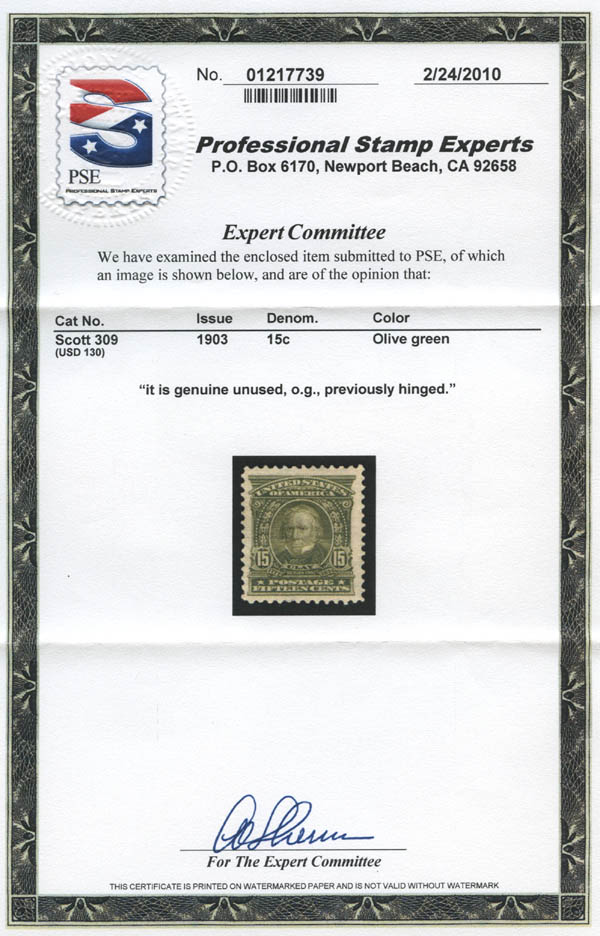 No. 01217739 2/24/2010
PSE
PROFESSIONAL STAMP EXPERTS
Professional Stamp Experts
P.O. Box 6170, Newport Beach, CA 92658
Expert Committee
We have examined the enclosed item submitted to PSE, of which
an image is shown below, and are of the opinion that:
Cat No. Issue Denom. Color
Scott 309 1903 15c Olive green
(USD 130)
“it is genuine unused, o.g., previously hinged.”
UNITED STATES
OF AMERICA
15 15
CLAY
POSTAGE
FIFTEEN CENTS
For The Expert Committee
THIS CERTIFICATE IS PRINTED ON WATERMARKED PAPER AND IS NOT VALID WITHOUT WATERMARK